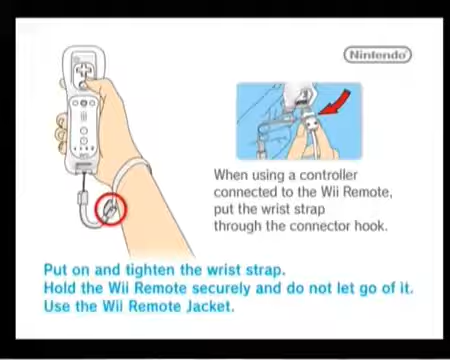 Nintendo
When using a controller
connected to the Wii Remote,
put the wrist strap
through the connector hook.
Put on and tighten the wrist strap.
Hold the Wii Remote securely and do not let go of it.
Use the Wii Remote Jacket.